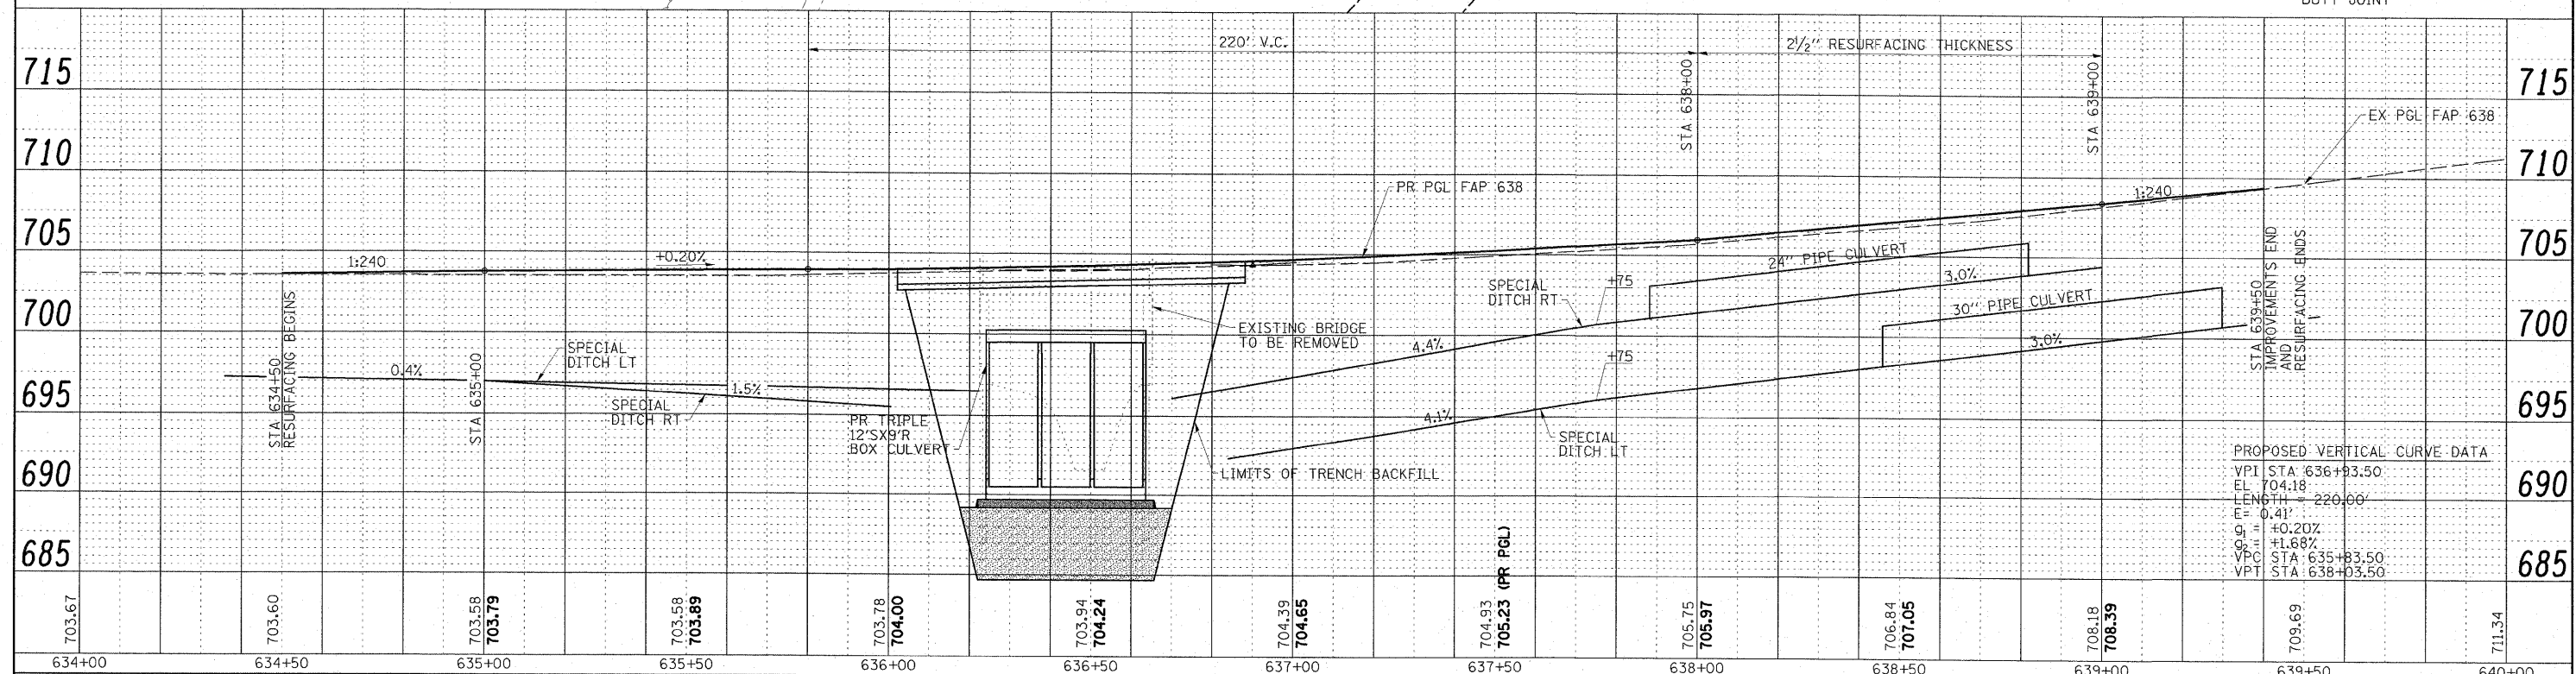 BUTT JOINT
220' V.C.
2½" RESURFACING THICKNESS
715
715
STA 638+00
STA 639+00
EX PGL FAP 638
710
710
PR PGL FAP 638
1:240
705
705
1:240
+0.20%
24" PIPE CULVERT
3.0%
SPECIAL
DITCH RT
+75
30" PIPE CULVERT
STA 639+50
IMPROVEMENTS END
AND
RESURFACING ENDS
700
700
EXISTING BRIDGE
TO BE REMOVED
4.4%
3.0%
+75
STA 634+50
RESURFACING BEGINS
STA 635+00
SPECIAL
DITCH LT
0.4%
1.5%
695
695
SPECIAL
DITCH RT
PR TRIPLE
12'SX9'R
BOX CULVERT
4.1%
SPECIAL
DITCH LT
LIMITS OF TRENCH BACKFILL
690
690
PROPOSED VERTICAL CURVE DATA
VPI STA 636+93.50
EL 704.18
LENGTH = 220.00'
E= 0.41'
g1 = +0.20%
g2 = +1.68%
VPC STA 635+83.50
VPT STA 638+03.50
685
685
703.67
703.60
703.58
703.79
703.58
703.89
703.78
704.00
703.94
704.24
704.39
704.65
704.93
705.23 (PR PGL)
705.75
705.97
706.84
707.05
708.18
708.39
709.69
711.34
634+00
634+50
635+00
635+50
636+00
636+50
637+00
637+50
638+00
638+50
639+00
639+50
640+00